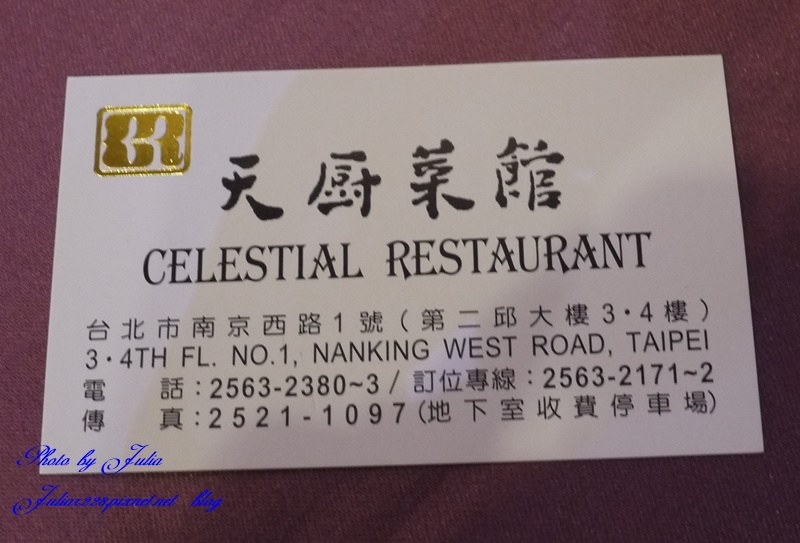 天厨菜館
CELESTIAL RESTAURANT
台北市南京西路1號(第二邱大樓3·4樓)
3·4TH FL. NO.1, NANKING WEST ROAD, TAIPEI
電話:2563-2380~3 / 訂位專線:2563-2171~2
傳真:2521-1097(地下室收費停車場)
Photo by Julia